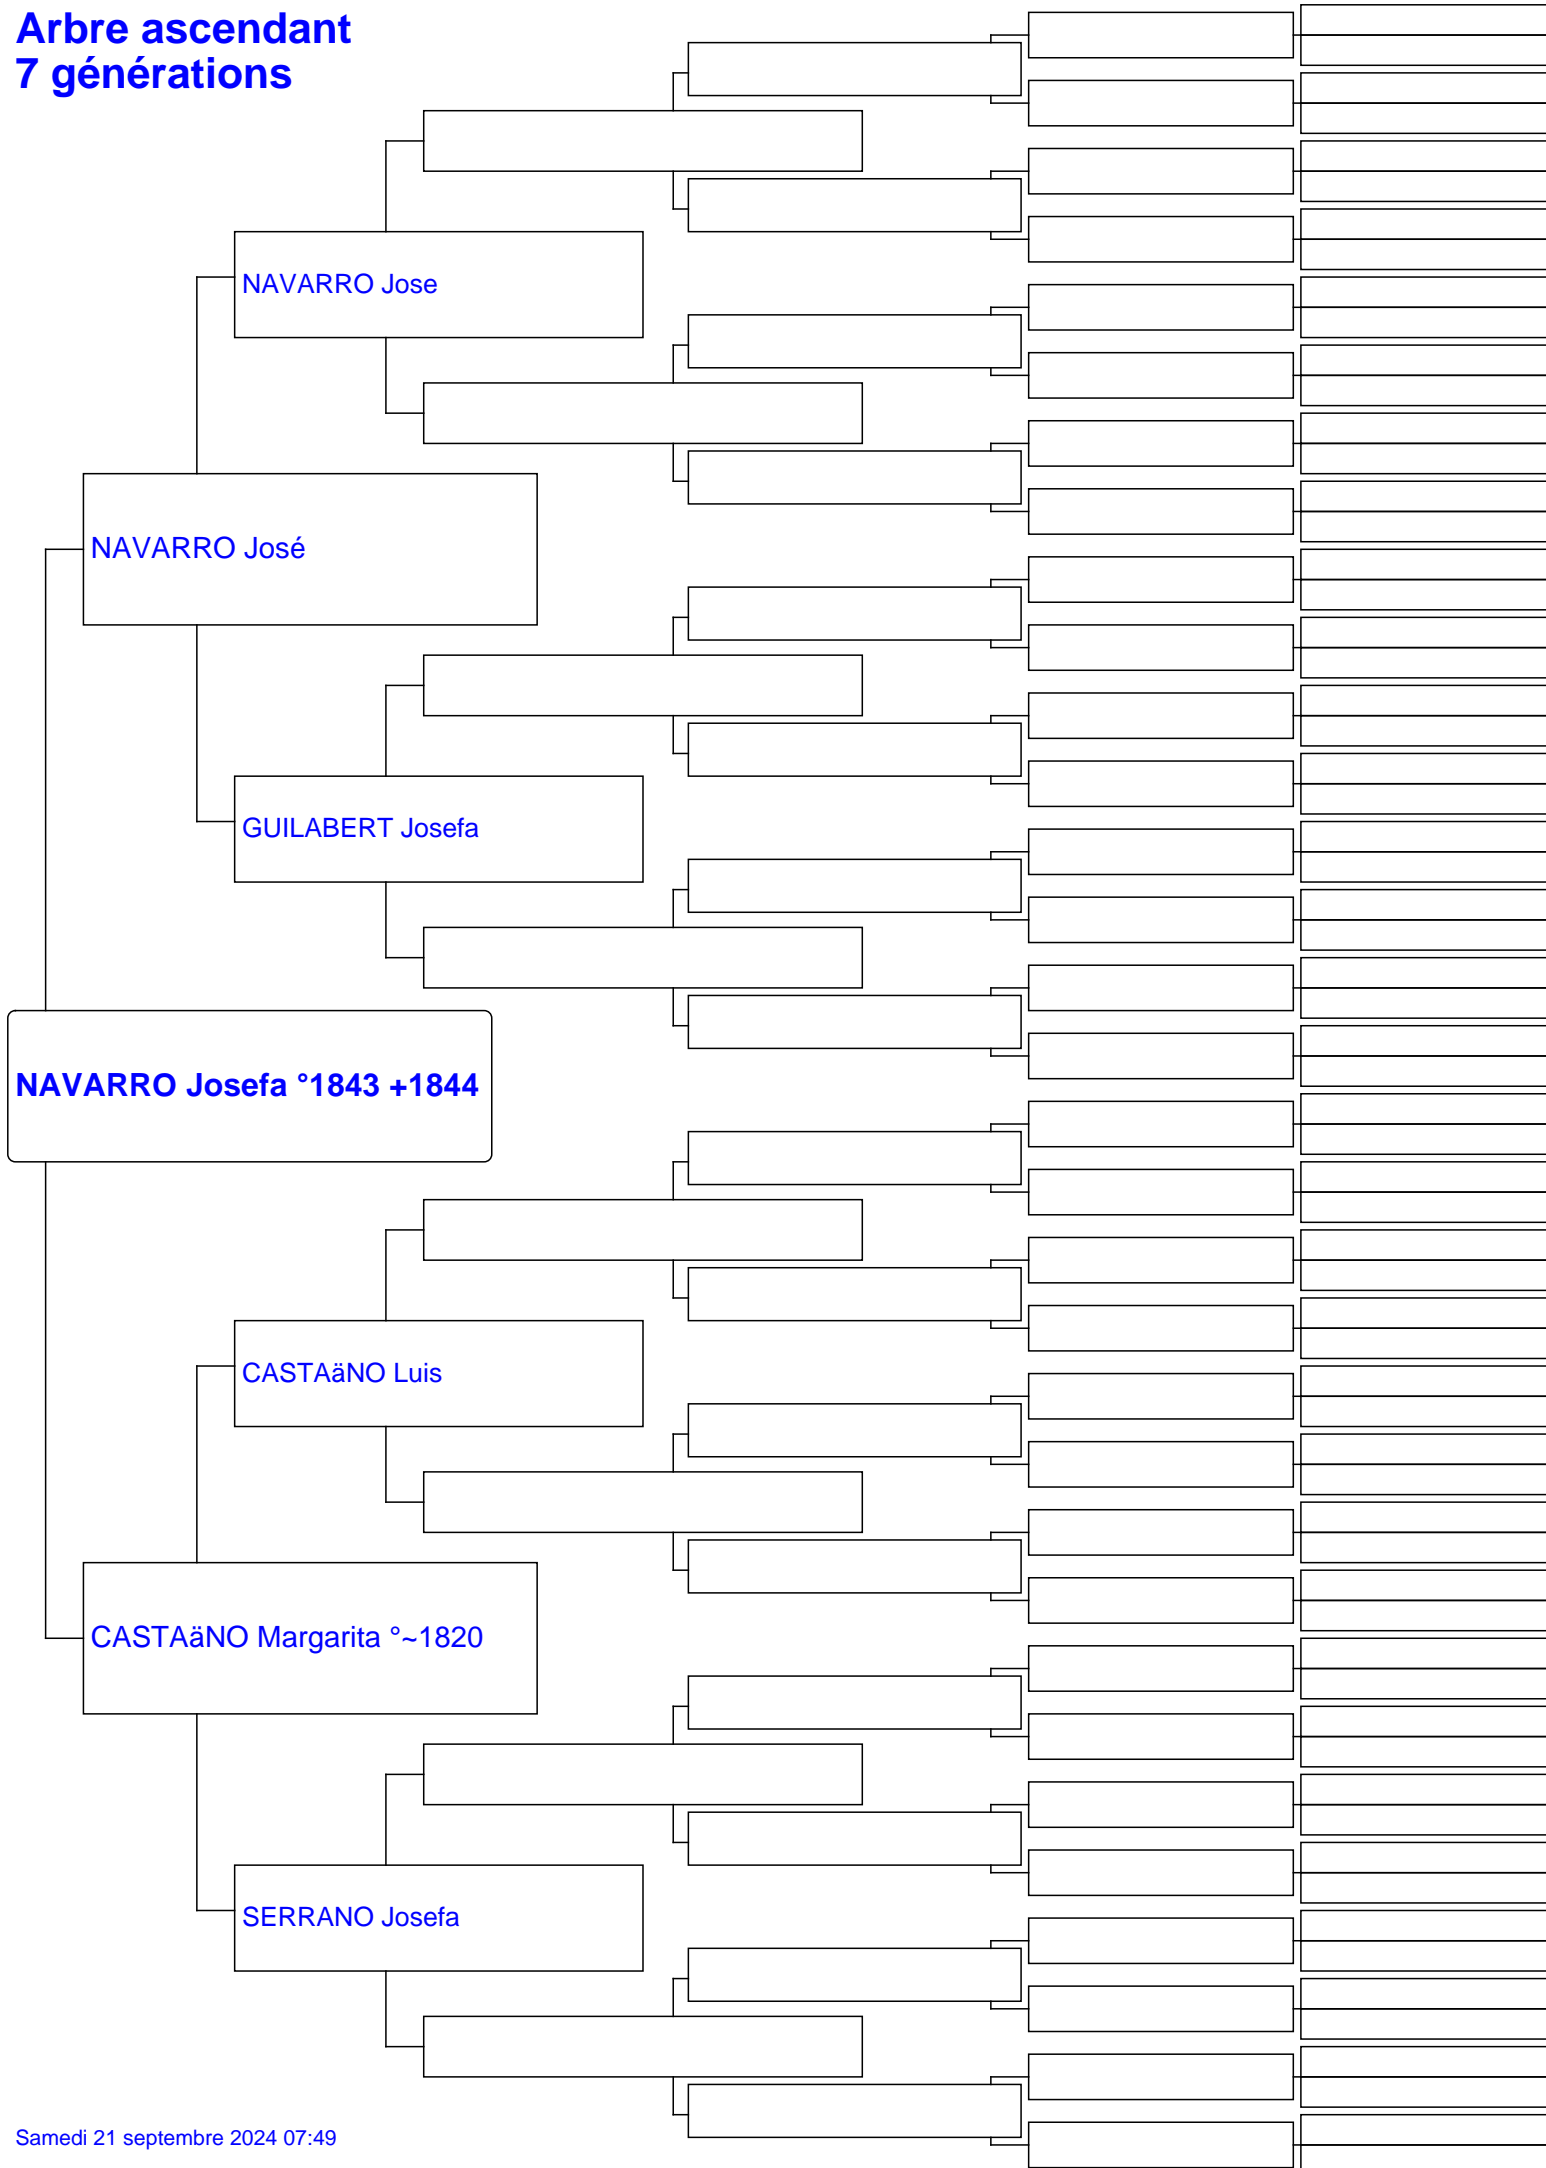 Arbre ascendant
7 générations
NAVARRO Jose
NAVARRO José
GUILABERT Josefa
NAVARRO Josefa °1843 +1844
CASTAäNO Luis
CASTAäNO Margarita °~1820
SERRANO Josefa
Samedi 21 septembre 2024 07:49